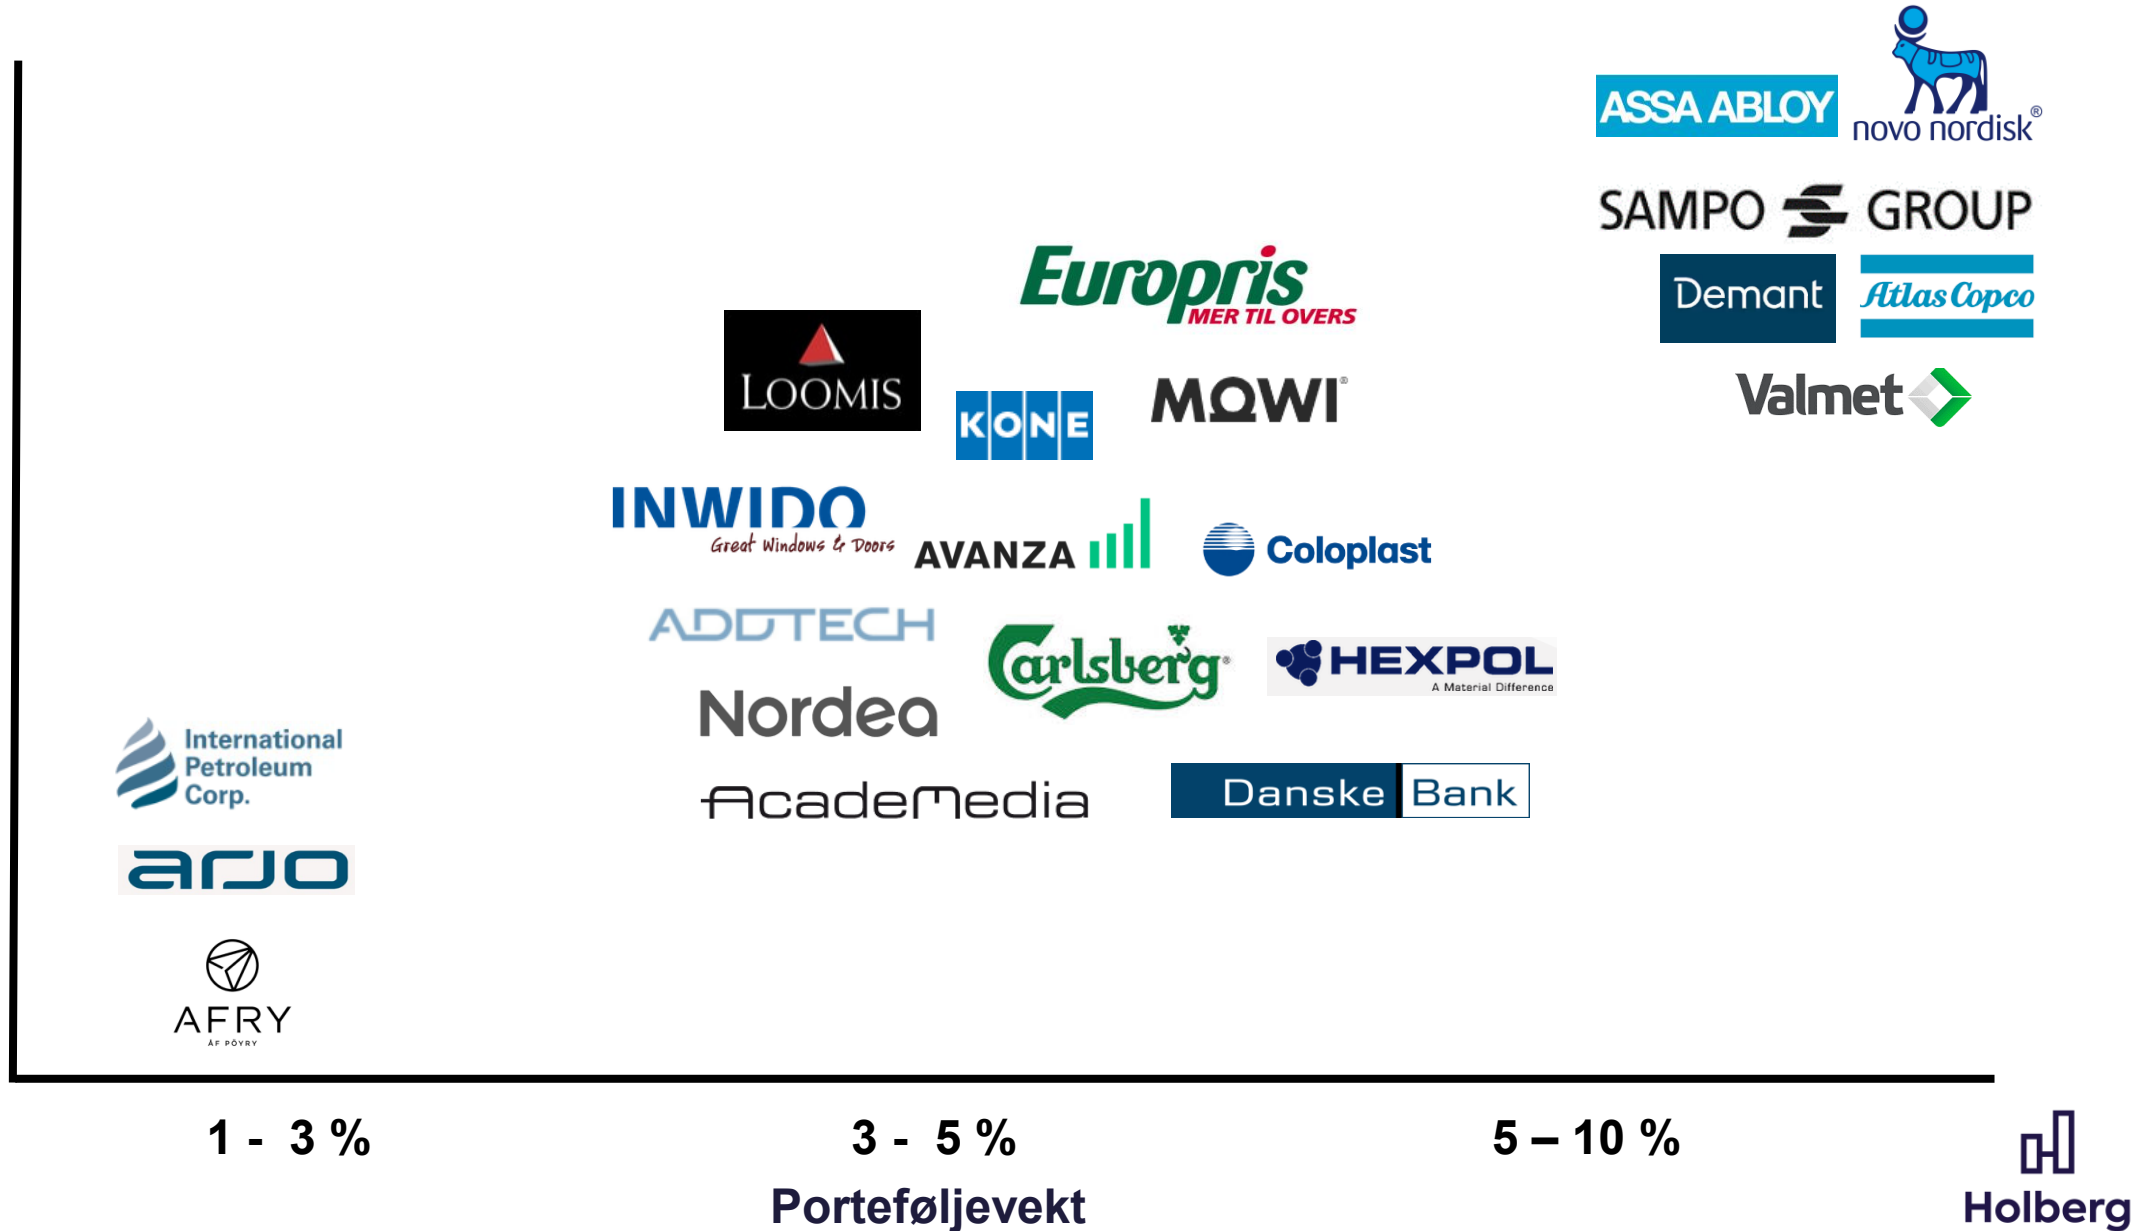 ASSA ABLOY
novo nordisk®
SAMPO GROUP
Europris
MER TIL OVERS
Demant
Atlas Copco
LOOMIS
KONE
MOWI®
Valmet
INWIDO
Great Windows & Doors
AVANZA
Coloplast
ADDTECH
Carlsberg®
HEXPOL
A Material Difference
Nordea
International
Petroleum
Corp.
AcadeMedia
Danske Bank
arjo
AFRY
ÅF PÖYRY
1 - 3 %
3 - 5 %
5 – 10 %
Porteføljevekt
Holberg